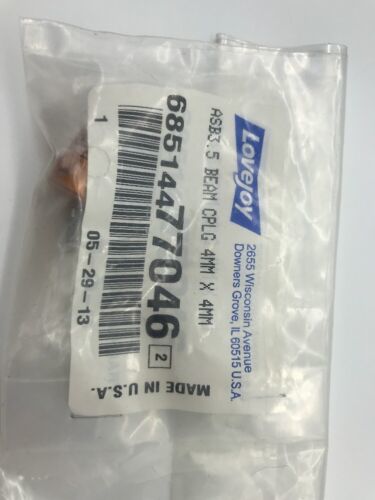 Lovejoy
2655 Wisconsin Avenue
Downers Grove, IL 60515 U.S.A.
ASB3.5 BEAM CPLG 4MM X 4MM
68514477046 2
1 05-29-13 MADE IN U.S.A.